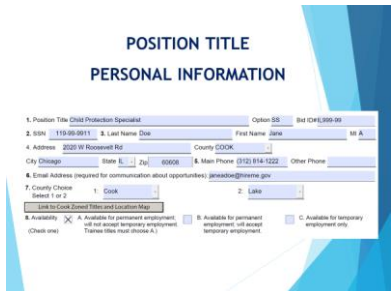 POSITION TITLE
PERSONAL INFORMATION
1. Position Title Child Protection Specialist Option SS Bid ID# 6,999-99
2. SSN 119-99-9911 3. Last Name Doe First Name Jane MI A
4. Address 2020 W Roosevelt Rd County COOK
City Chicago State IL Zip 60608 5. Main Phone (312) 814-1222 Other Phone
6. Email Address (required for communication about opportunities) janeadoe@hireme.gov
7. County Choice 1. Cook 2. Lake
Select 1 or 2
Link to Cook Zoned Titles and Location Map
8. Availability A. Available for permanent employment; B. Available for permanent C. Available for temporary
(Check one) will not accept temporary employment. employment; will accept employment only.
Trainee titles must choose A.) temporary employment.